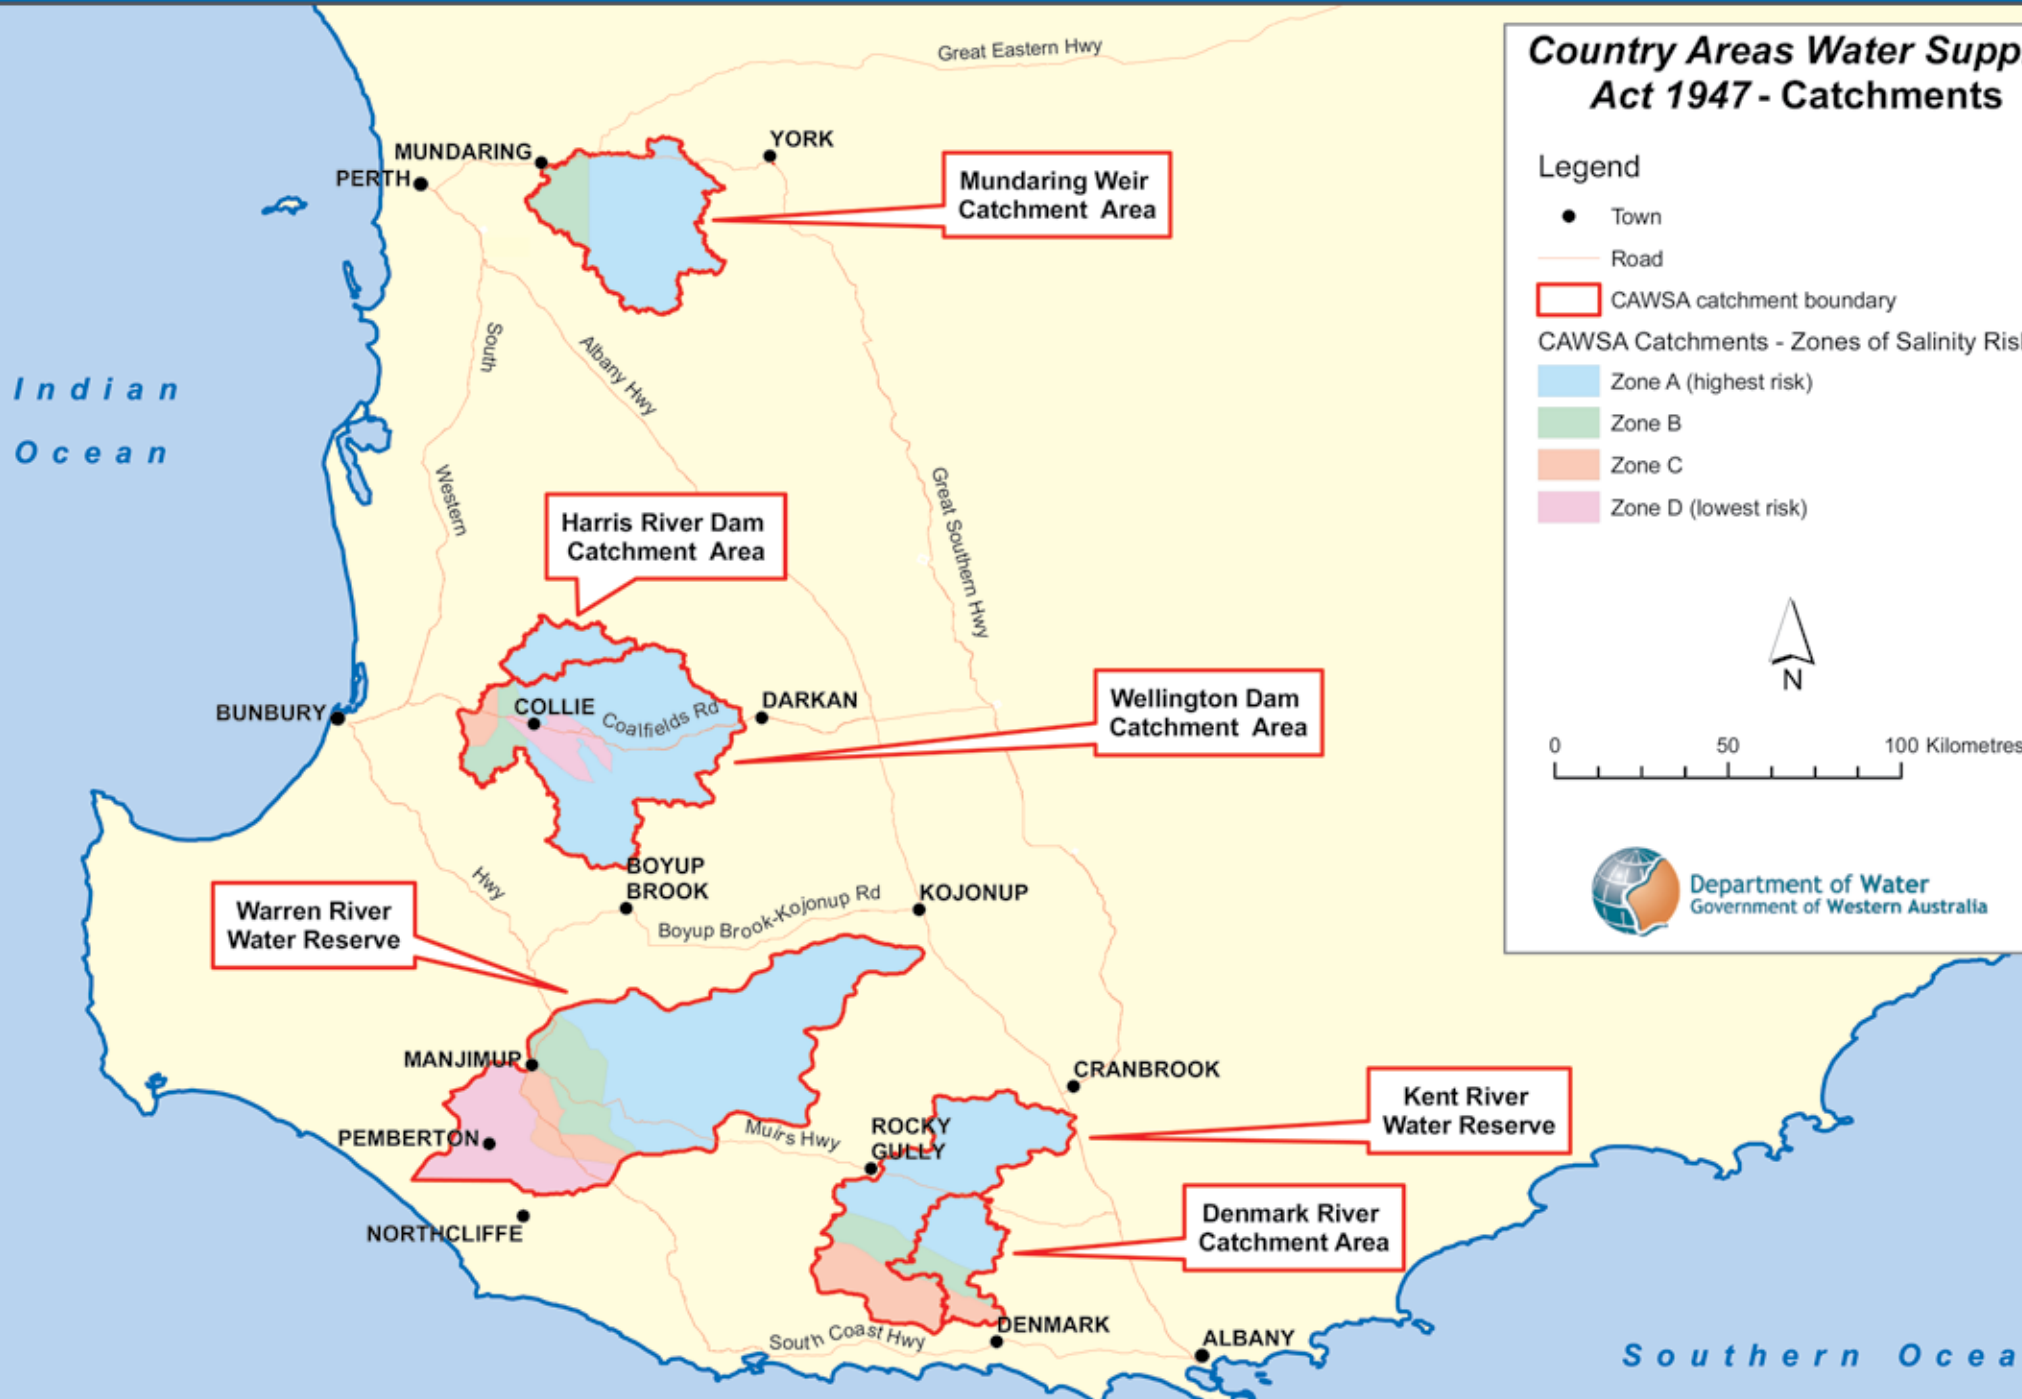 Country Areas Water Supp
Act 1947 - Catchments
Legend
Town
Road
CAWSA catchment boundary
CAWSA Catchments - Zones of Salinity Ris
Zone A (highest risk)
Zone B
Zone C
Zone D (lowest risk)
N
0 50 100 Kilometres
Department of Water
Government of Western Australia
Great Eastern Hwy
MUNDARING
PERTH
YORK
Mundaring Weir
Catchment Area
South
Western
Hwy
Albany Hwy
Great Southern Hwy
Indian
Ocean
Harris River Dam
Catchment Area
BUNBURY
COLLIE
Coalfields Rd
DARKAN
Wellington Dam
Catchment Area
BOYUP
BROOK
Boyup Brook-Kojonup Rd
KOJONUP
Warren River
Water Reserve
MANJIMUP
PEMBERTON
NORTHCLIFFE
Muirs Hwy
ROCKY
GULLY
CRANBROOK
Kent River
Water Reserve
Denmark River
Catchment Area
South Coast Hwy
DENMARK
ALBANY
Southern Ocea